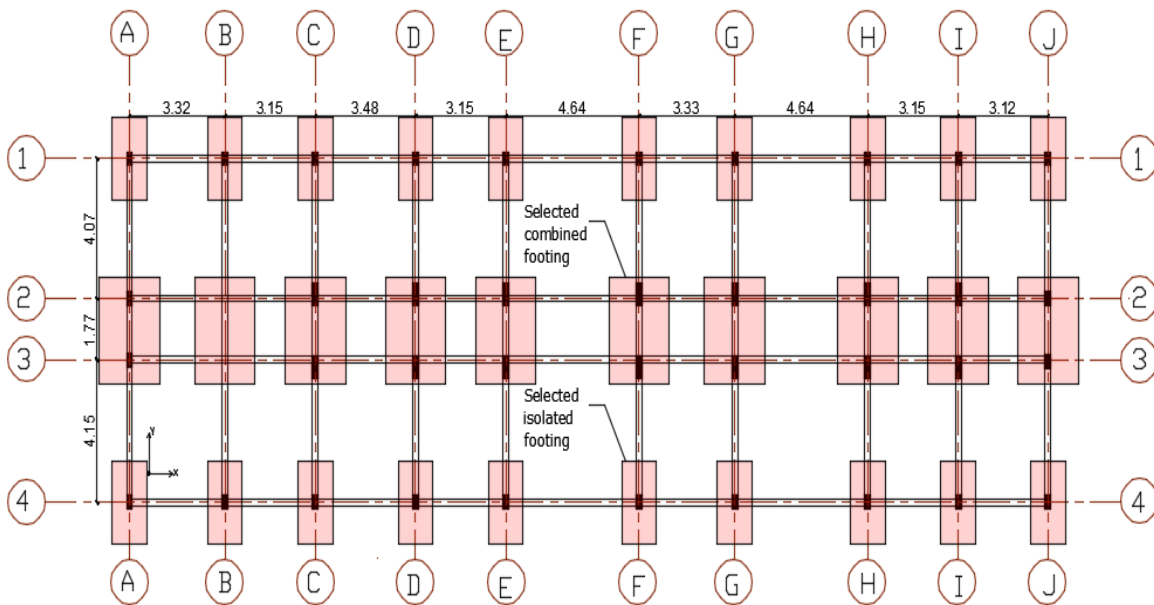 A B C D E F G H I J
3.32 3.15 3.48 3.15 4.64 3.33 4.64 3.15 3.12
1 1
4.07
Selected
combined
footing
2 2
1.77
3 3
Selected
isolated
footing
4.15
Y
X
4 4
A B C D E F G H I J